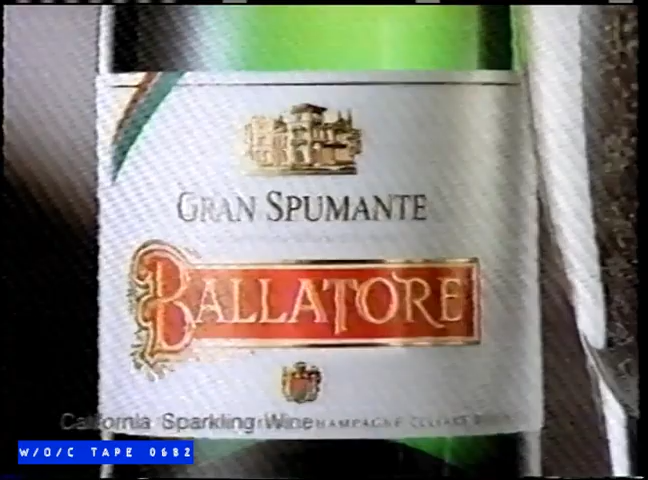 GRAN SPUMANTE
BALLATORE
California Sparkling Wine
W/O/C TAPE 0682